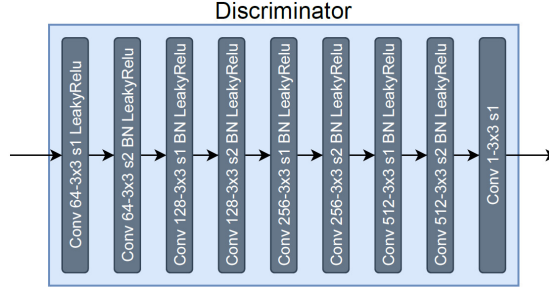 Discriminator
Conv 64-3x3 s1 LeakyRelu
Conv 64-3x3 s2 BN LeakyRelu
Conv 128-3x3 s1 BN LeakyRelu
Conv 128-3x3 s2 BN LeakyRelu
Conv 256-3x3 s1 BN LeakyRelu
Conv 256-3x3 s2 BN LeakyRelu
Conv 512-3x3 s1 BN LeakyRelu
Conv 512-3x3 s2 BN LeakyRelu
Conv 1-3x3 s1